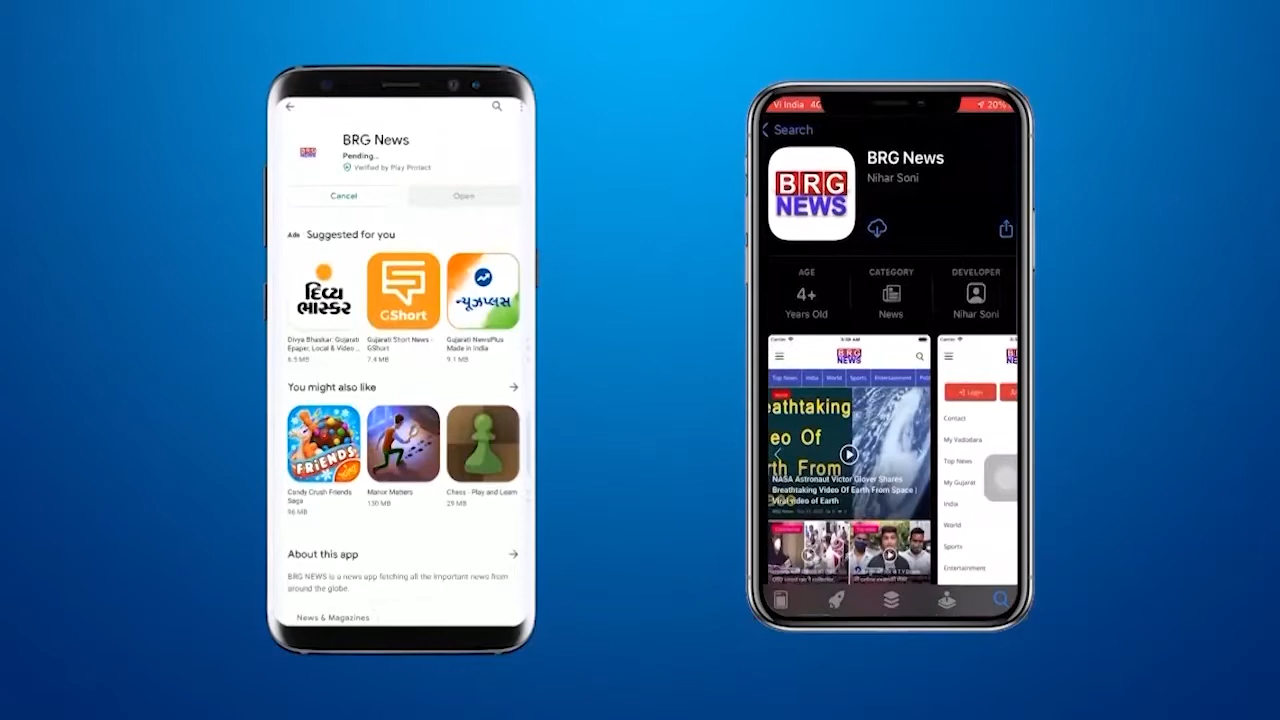 BRG News
Pending...
Verified by Play Protect
Cancel
Open
Ads Suggested for you
દિવ્ય
ભાસ્કર
GShort
ન્યૂઝપ્લસ
Divya Bhaskar: Gujarati
Epaper, Local & Video ...
6.5 MB
Gujarati Short News -
GShort
7.4 MB
Gujarati NewsPlus
Made in India
9.1 MB
You might also like
FRiENDS
Candy Crush Friends
Saga
96 MB
Manor Matters
130 MB
Chess - Play and Learn
29 MB
About this app
BRG NEWS is a news app fetching all the important news from
around the globe.
News & Magazines
Vi India 4G
20%
Search
BRG
NEWS
BRG News
Nihar Soni
AGE
4+
Years Old
CATEGORY
News
DEVELOPER
Nihar Soni
Carrier
9:38 AM
BRG
NEWS
Top News India World Sports Entertainment
eathtaking
eo Of
th From
NASA Astronaut Victor Glover Shares
Breathtaking Video Of Earth From Space |
Viral video of Earth
Carrier
Login
Contact
My Vadodara
Top News
My Gujarat
India
World
Sports
Entertainment